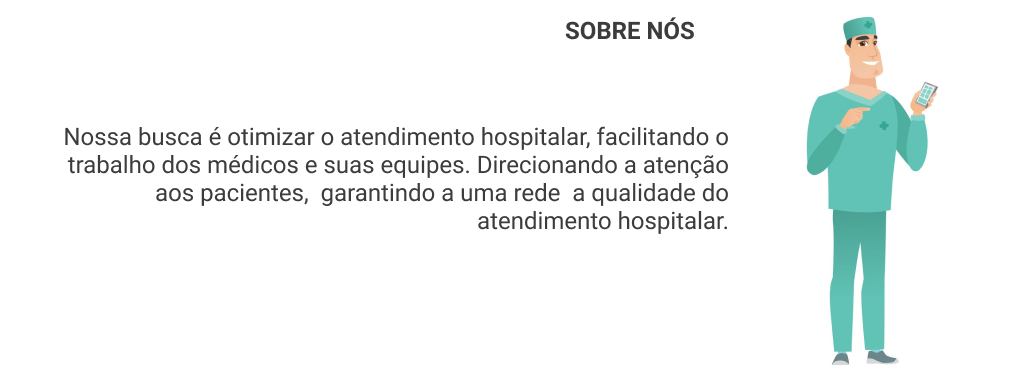 SOBRE NÓS
Nossa busca é otimizar o atendimento hospitalar, facilitando o
trabalho dos médicos e suas equipes. Direcionando a atenção
aos pacientes,  garantindo a uma rede  a qualidade do
atendimento hospitalar.